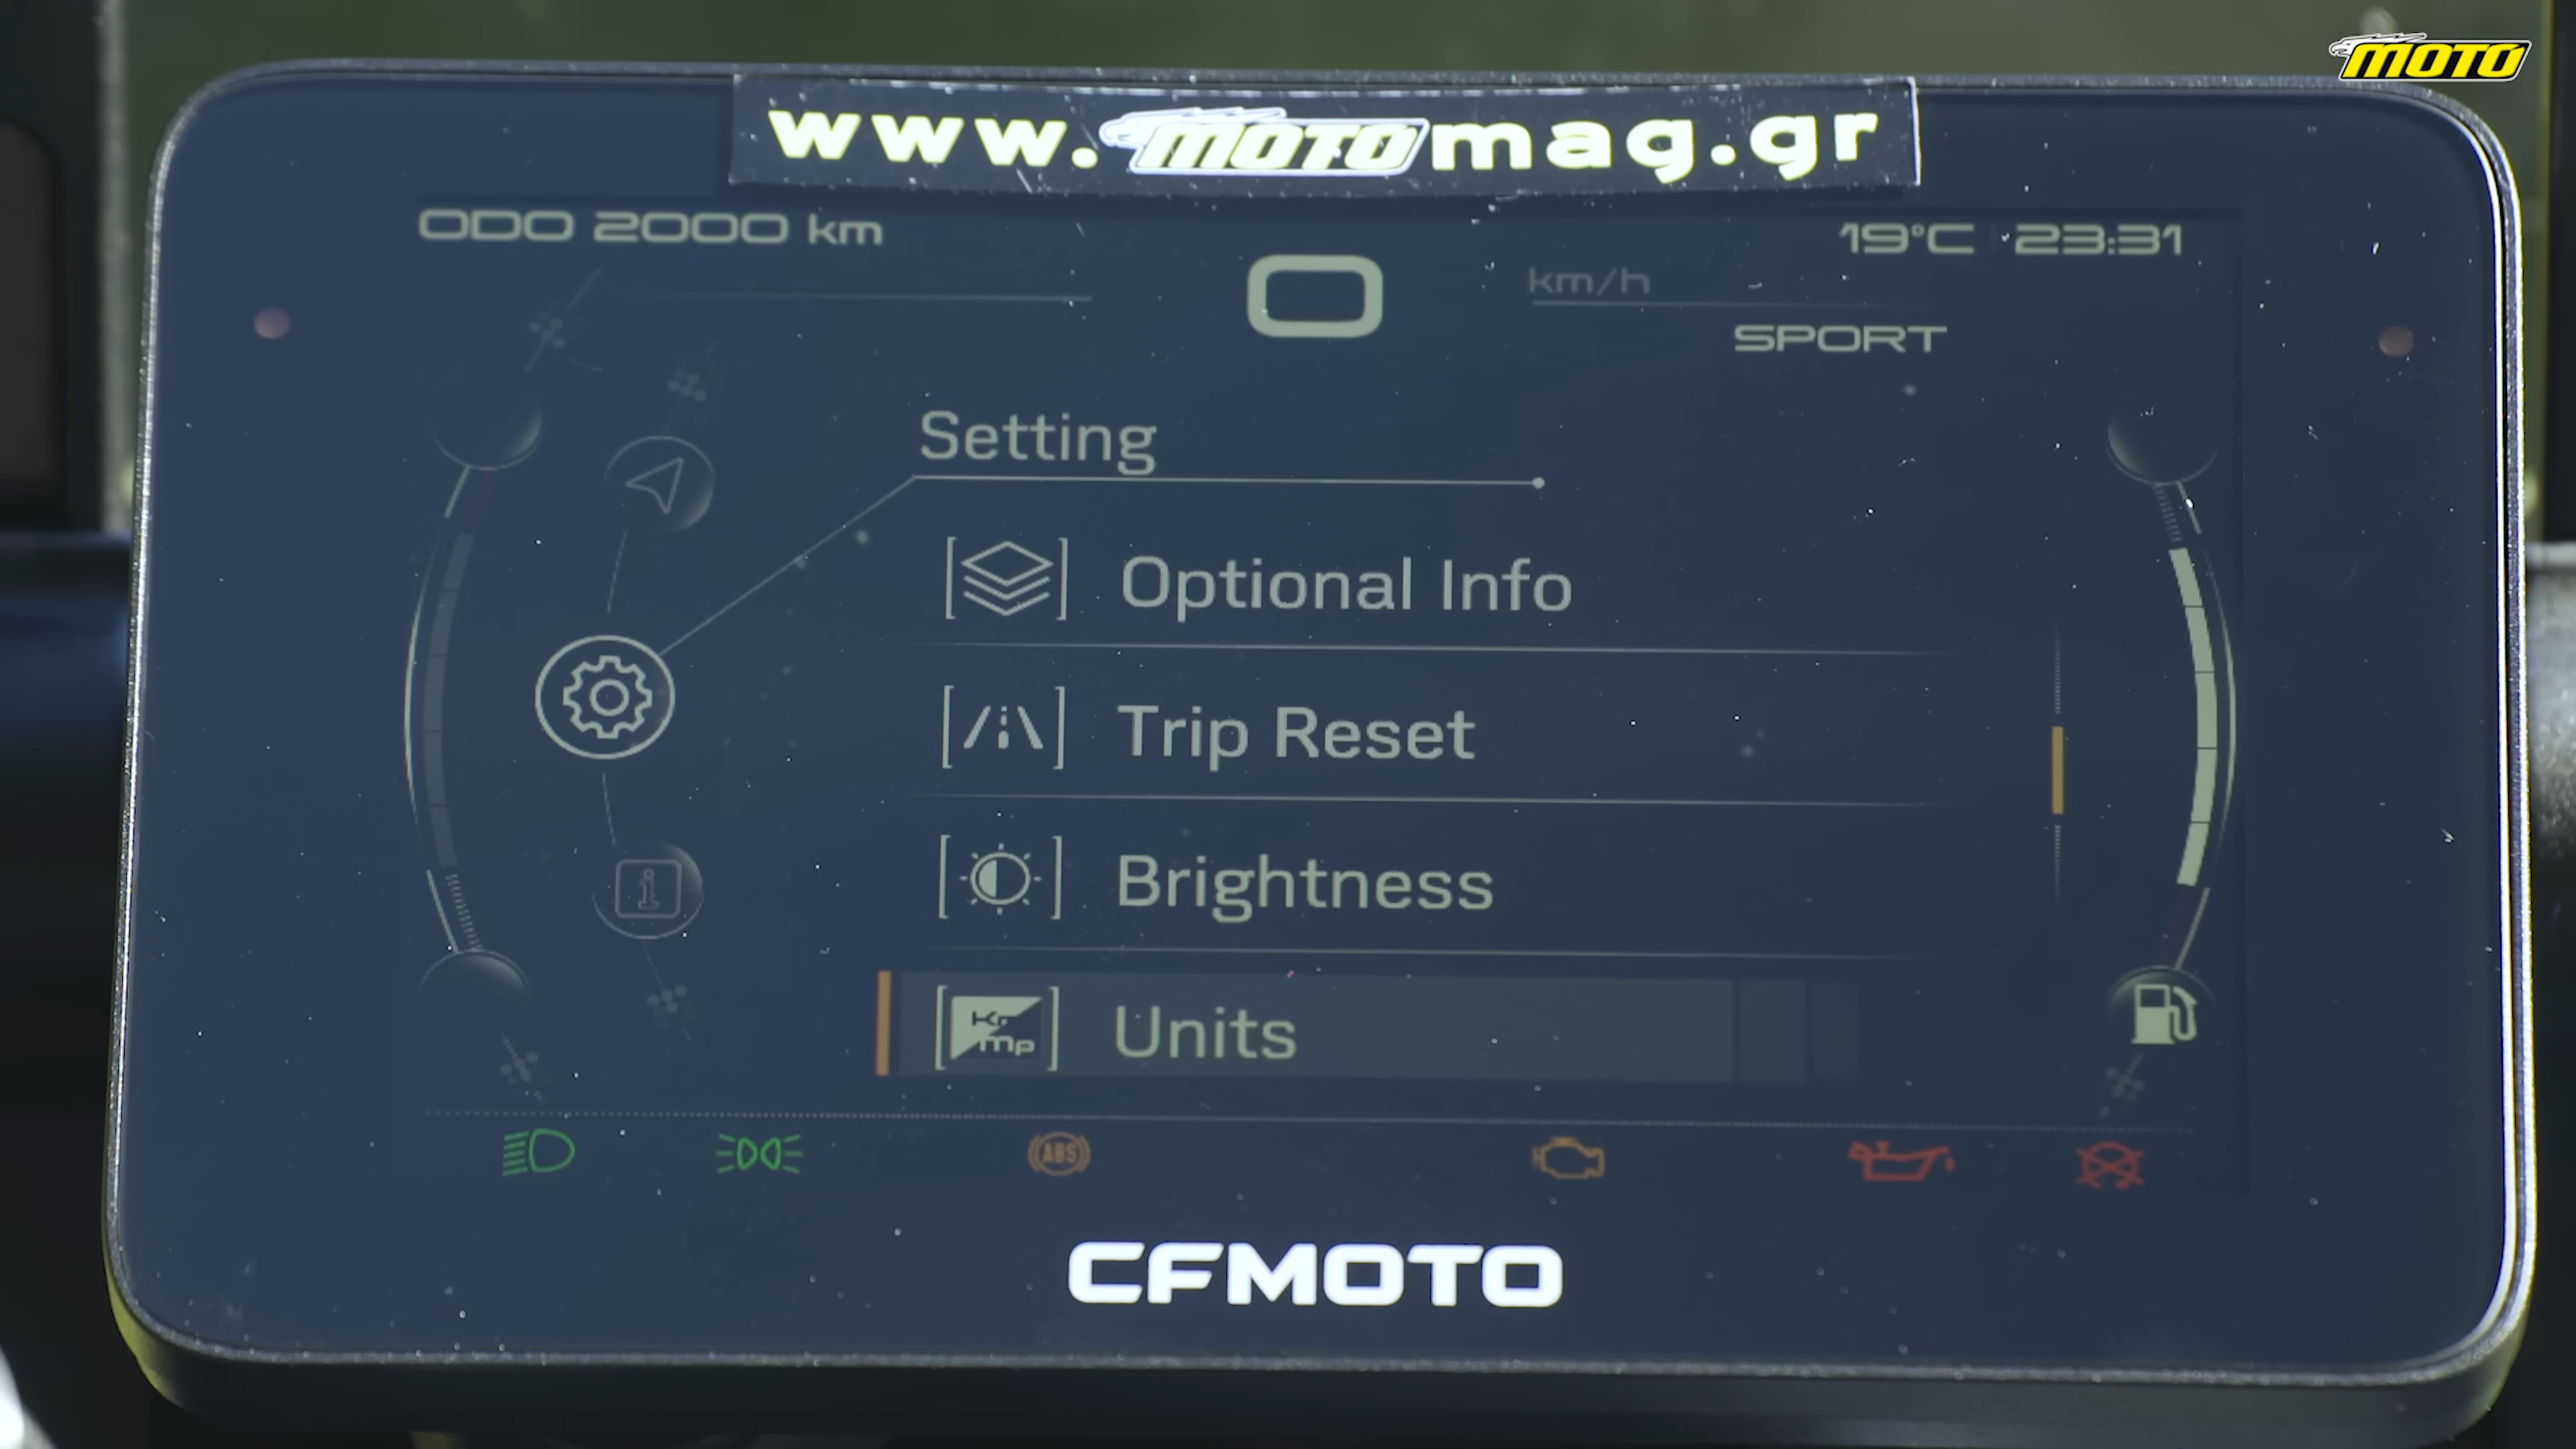 MOTO
www.MOTOmag.gr
ODO 2000 km
0 km/h
19°C 23:31
SPORT
Setting
Optional Info
Trip Reset
Brightness
Units
ABS
CFMOTO